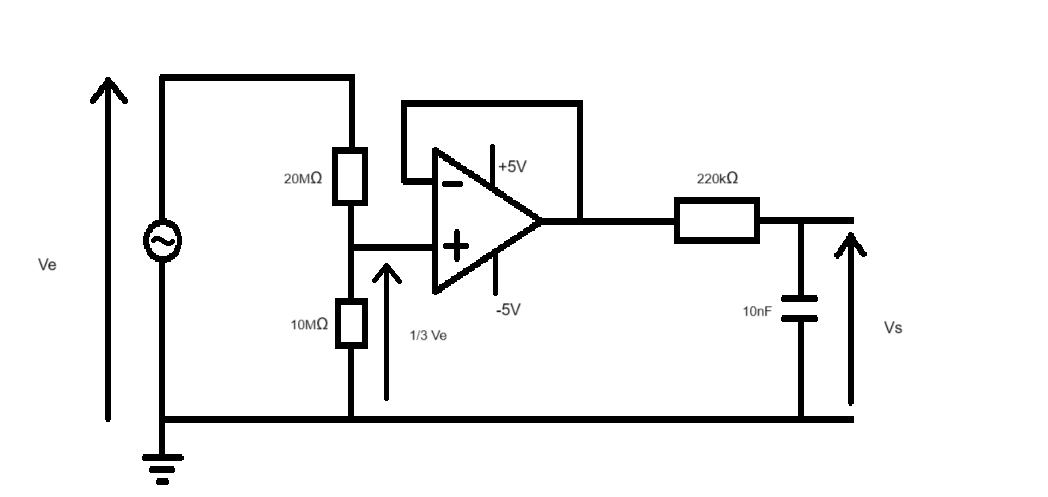 +5V
20MΩ
220kΩ
Ve
-5V
10nF
10MΩ
1/3 Ve
Vs